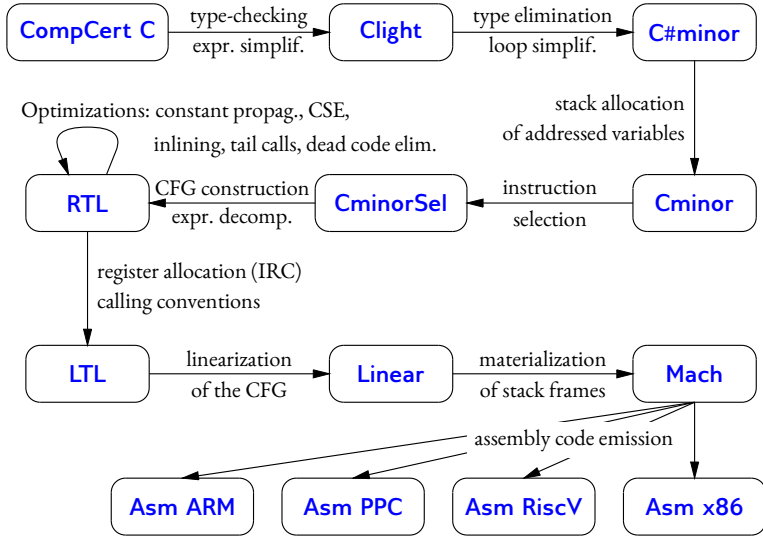 CompCert C
type-checking
expr. simplif.
Clight
type elimination
loop simplif.
C#minor
stack allocation
of addressed variables
Optimizations: constant propag., CSE,
inlining, tail calls, dead code elim.
RTL
CFG construction
expr. decomp.
CminorSel
instruction
selection
Cminor
register allocation (IRC)
calling conventions
LTL
linearization
of the CFG
Linear
materialization
of stack frames
Mach
assembly code emission
Asm ARM
Asm PPC
Asm RiscV
Asm x86